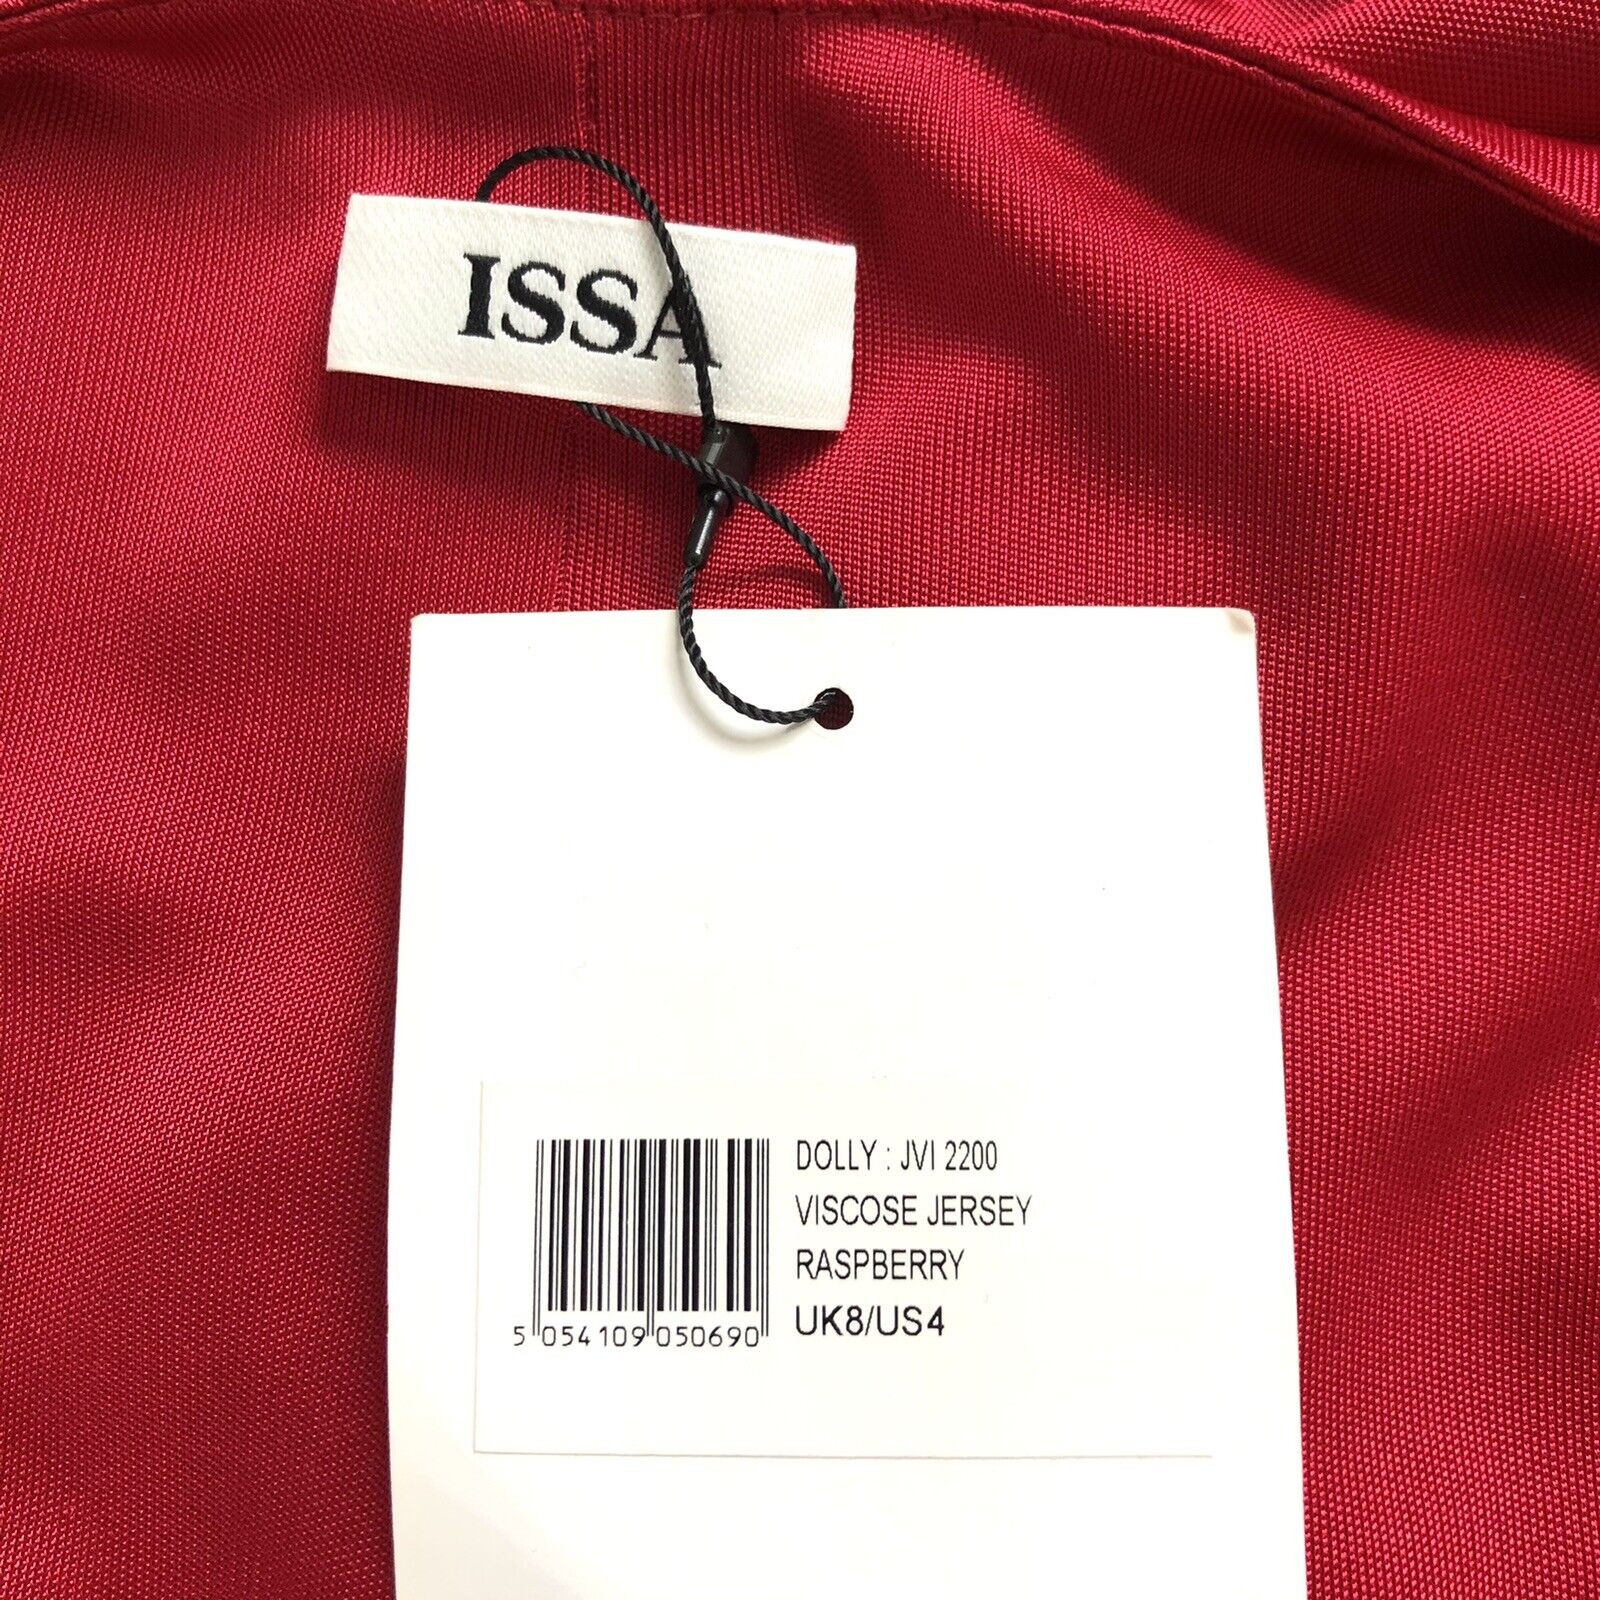 ISSA
DOLLY : JVI 2200
VISCOSE JERSEY
RASPBERRY
UK8/US4
5 054109 050690